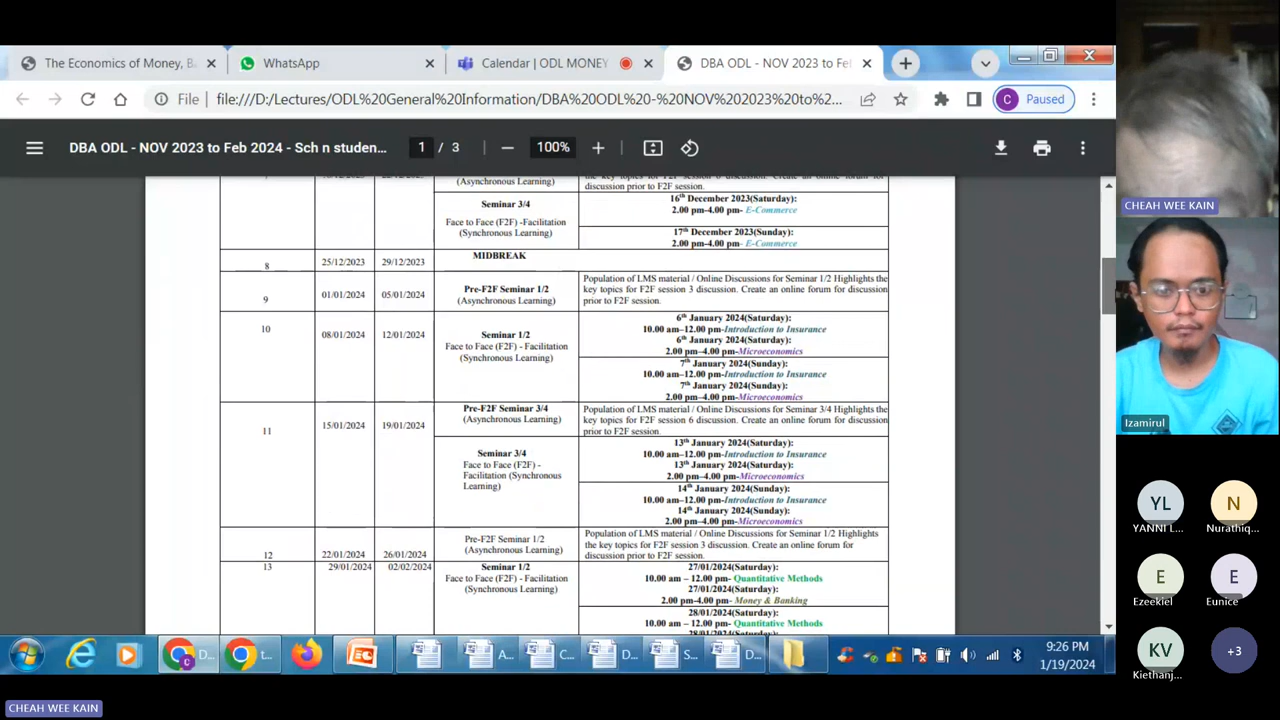 The Economics of Money, B
WhatsApp
Calendar | ODL MONEY
DBA ODL - NOV 2023 to Fe
File
file:///D:/Lecture/ODL%20General%20Information/DBA%20ODL%20-%20NOV%202023%20to%2...
C
Paused
DBA ODL - NOV 2023 to Feb 2024 - Sch n studen...
1 / 3
100%
(Asynchronous Learning)
discussion prior to F2F session.
Seminar 3/4
Face to Face (F2F) -Facilitation
(Synchronous Learning)
16th December 2023(Saturday):
2.00 pm-4.00 pm- E-Commerce
17th December 2023(Sunday):
2.00 pm-4.00 pm- E-Commerce
8
25/12/2023
29/12/2023
MIDBREAK
9
01/01/2024
05/01/2024
Pre-F2F Seminar 1/2
(Asynchronous Learning)
Population of LMS material / Online Discussions for Seminar 1/2 Highlights the
key topics for F2F session 3 discussion. Create an online forum for discussion
prior to F2F session.
10
08/01/2024
12/01/2024
Seminar 1/2
Face to Face (F2F) - Facilitation
(Synchronous Learning)
6th January 2024(Saturday):
10.00 am–12.00 pm-Introduction to Insurance
6th January 2024(Saturday):
2.00 pm–4.00 pm-Microeconomics
7th January 2024(Sunday):
10.00 am–12.00 pm-Introduction to Insurance
7th January 2024(Sunday):
2.00 pm–4.00 pm-Microeconomics
11
15/01/2024
19/01/2024
Pre-F2F Seminar 3/4
(Asynchronous Learning)
Population of LMS material / Online Discussions for Seminar 3/4 Highlights the
key topics for F2F session 6 discussion. Create an online forum for discussion
prior to F2F session.
Seminar 3/4
Face to Face (F2F) -
Facilitation (Synchronous
Learning)
13th January 2024(Saturday):
10.00 am–12.00 pm-Introduction to Insurance
13th January 2024(Saturday):
2.00 pm–4.00 pm-Microeconomics
14th January 2024(Sunday):
10.00 am–12.00 pm-Introduction to Insurance
14th January 2024(Sunday):
2.00 pm–4.00 pm-Microeconomics
12
22/01/2024
26/01/2024
Pre-F2F Seminar 1/2
(Asynchronous Learning)
Population of LMS material / Online Discussions for Seminar 1/2 Highlights
the key topics for F2F session 3 discussion. Create an online forum for
discussion prior to F2F session.
13
29/01/2024
02/02/2024
Seminar 1/2
Face to Face (F2F) - Facilitation
(Synchronous Learning)
27/01/2024(Saturday):
10.00 am – 12.00 pm- Quantitative Methods
27/01/2024(Saturday):
2.00 pm-4.00 pm- Money & Banking
28/01/2024(Saturday):
10.00 am – 12.00 pm- Quantitative Methods
D...
t...
A...
C...
D...
S...
D...
9:26 PM
1/19/2024
CHEAH WEE KAIN
Izamirul
YL
YANNI L...
N
Nurathiq...
E
Ezeekiel
E
Eunice
KV
Kiethanj...
+3
CHEAH WEE KAIN